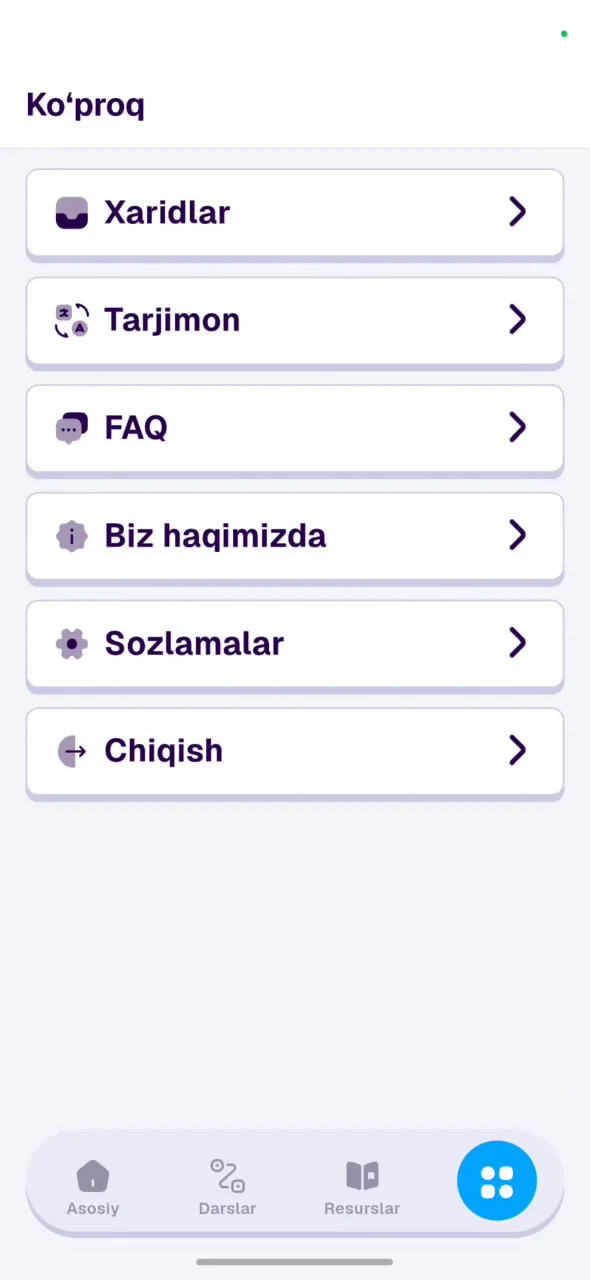 Ko‘proq
Xaridlar
Tarjimon
FAQ
Biz haqimizda
Sozlamalar
Chiqish
Asosiy
Darslar
Resurslar